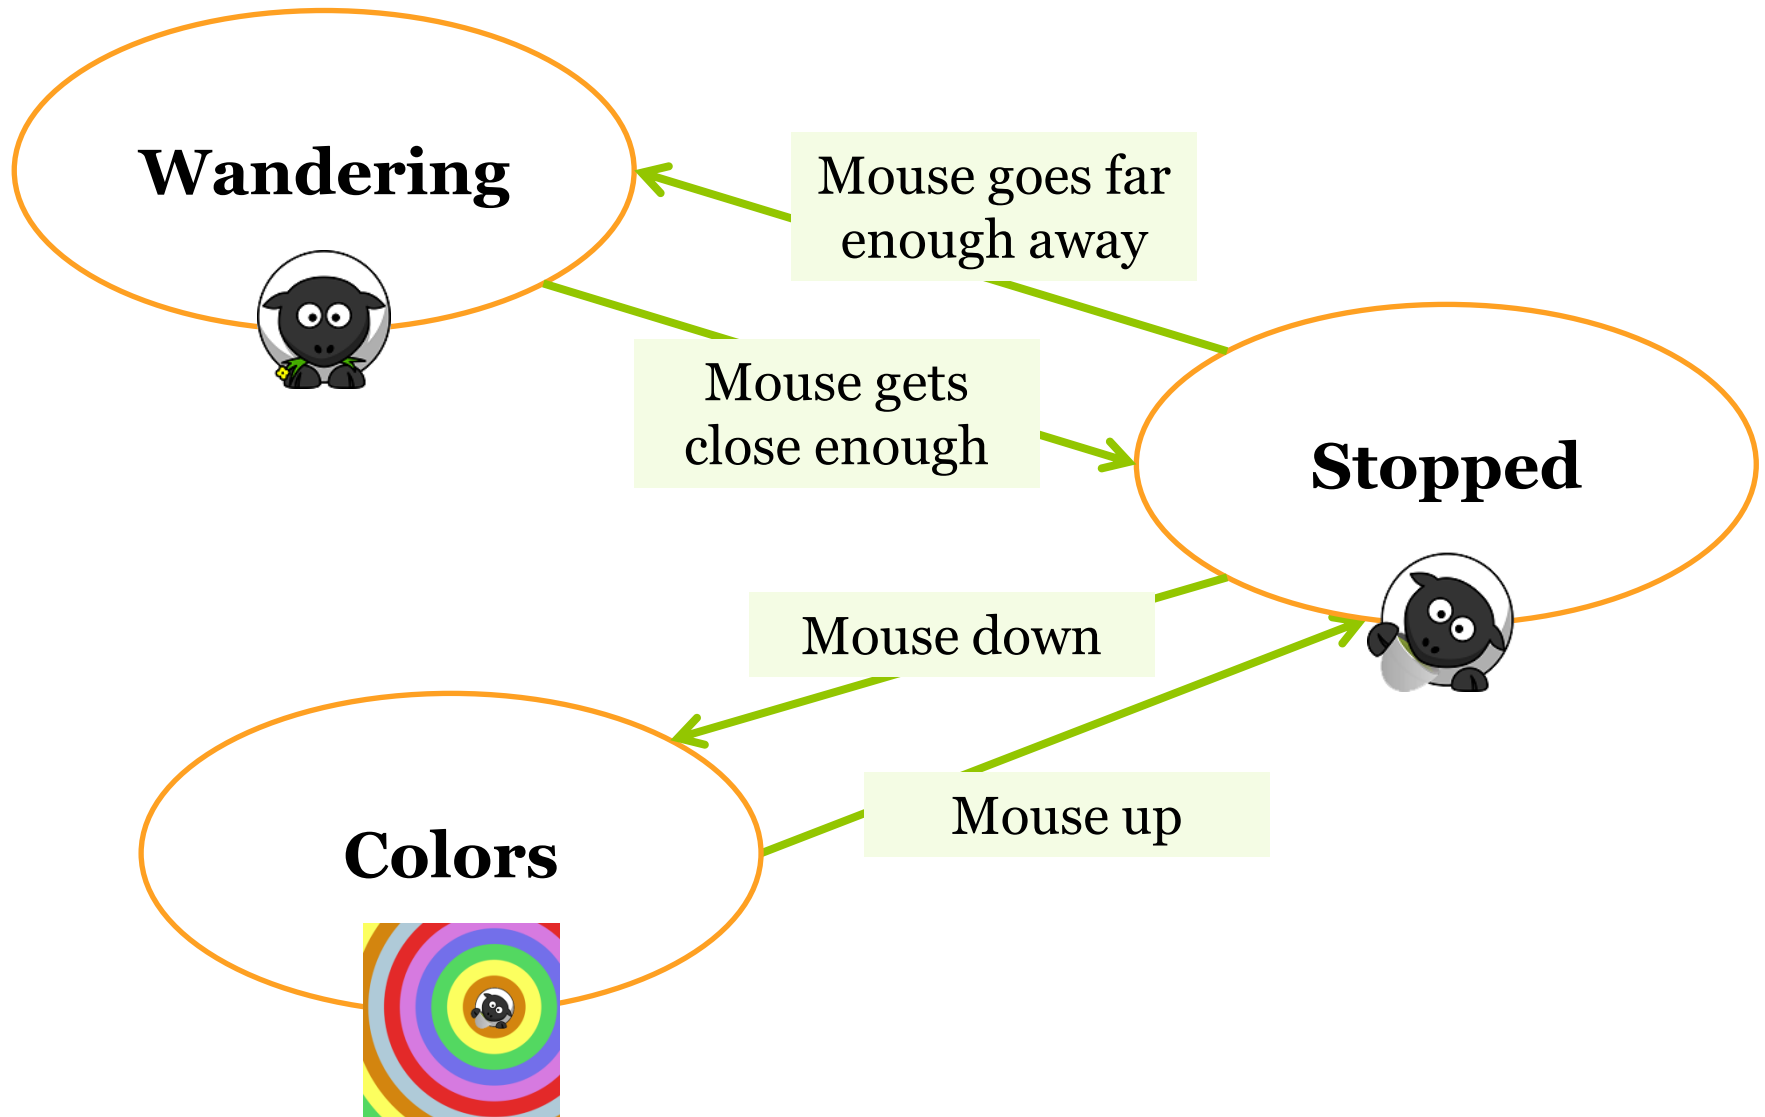 Wandering
Mouse goes far
enough away
Mouse gets
close enough
Stopped
Mouse down
Mouse up
Colors